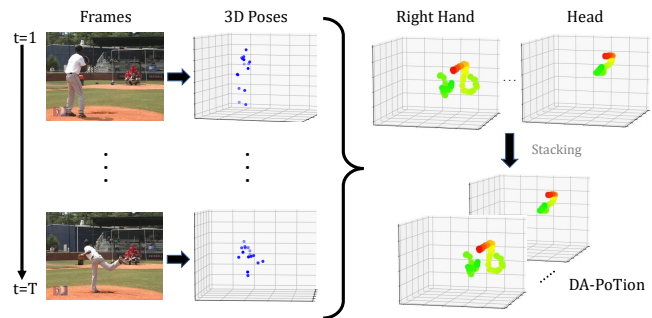 Frames
3D Poses
Right Hand
Head
t=1
Stacking
t=T
DA-PoTion